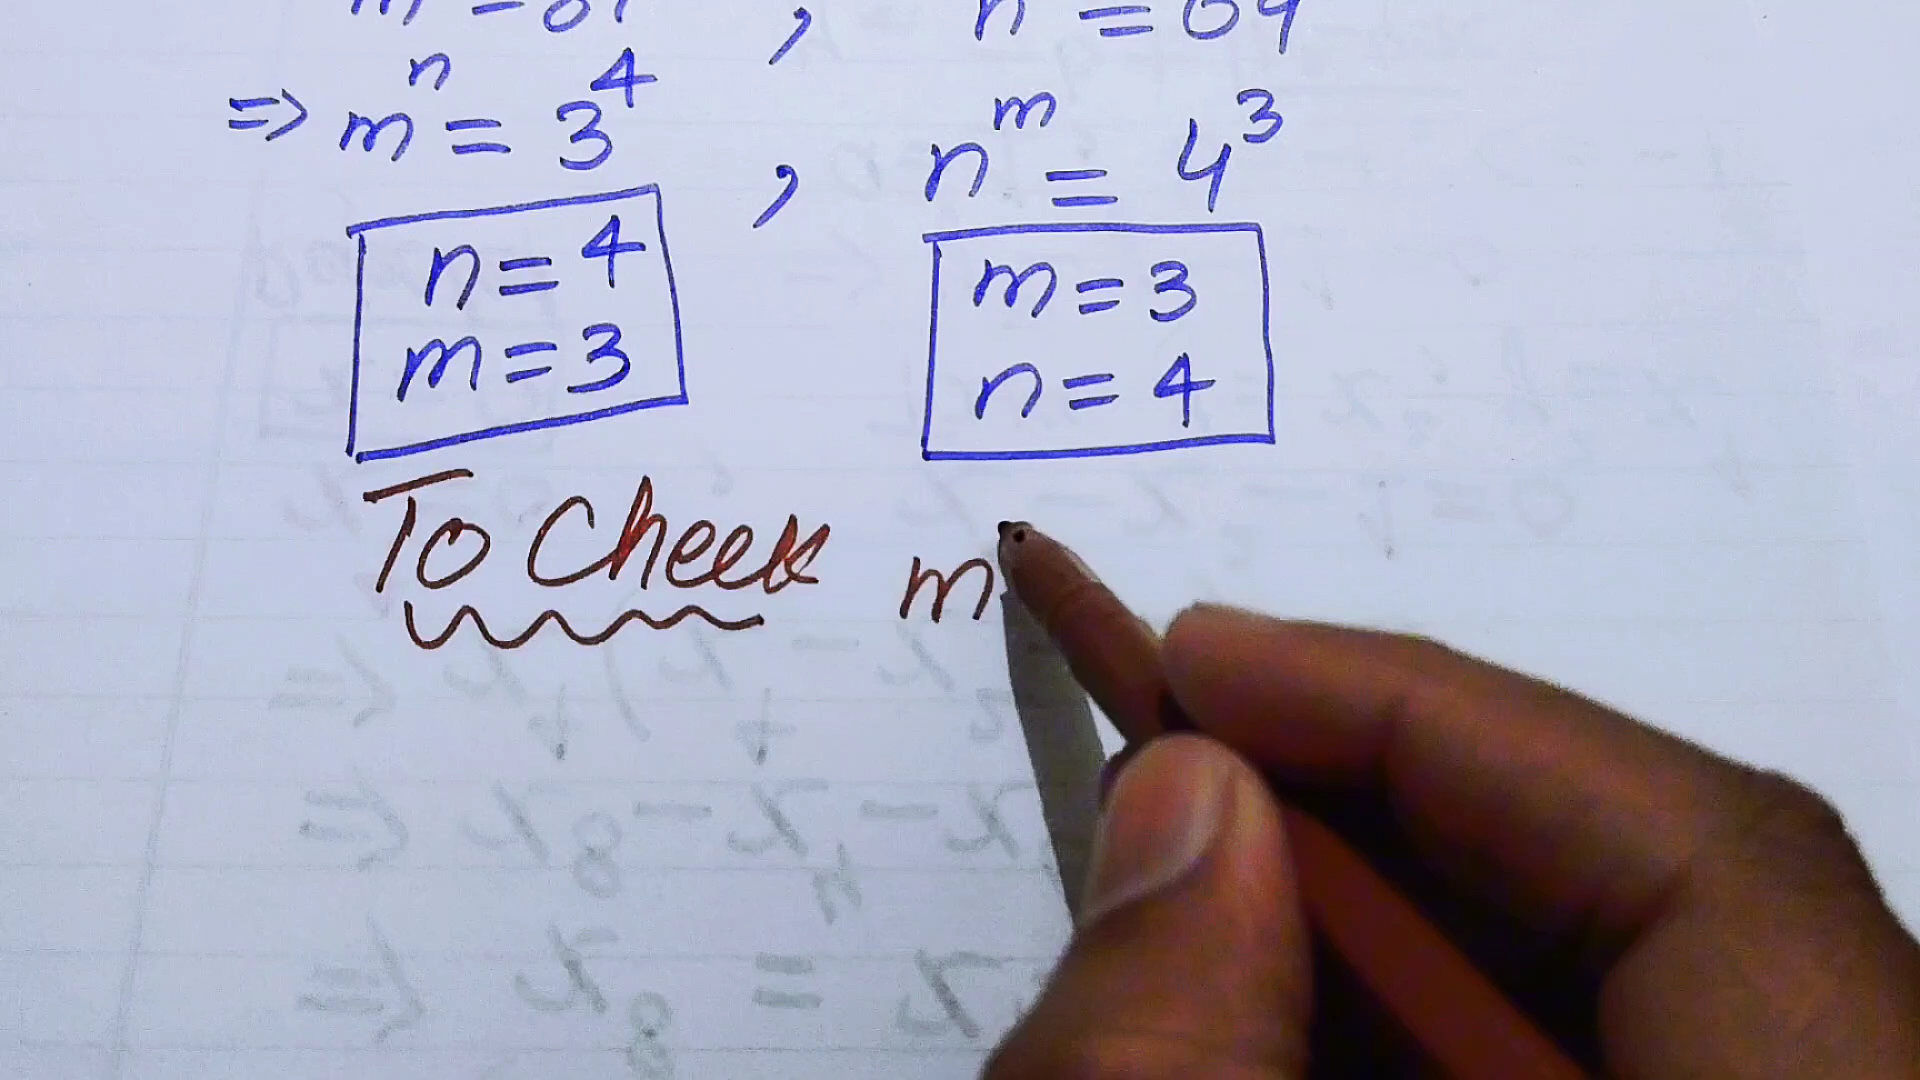 ⇒ mⁿ = 3⁴ , nᵐ = 4³
n = 4
m = 3
m = 3
n = 4
To Check m